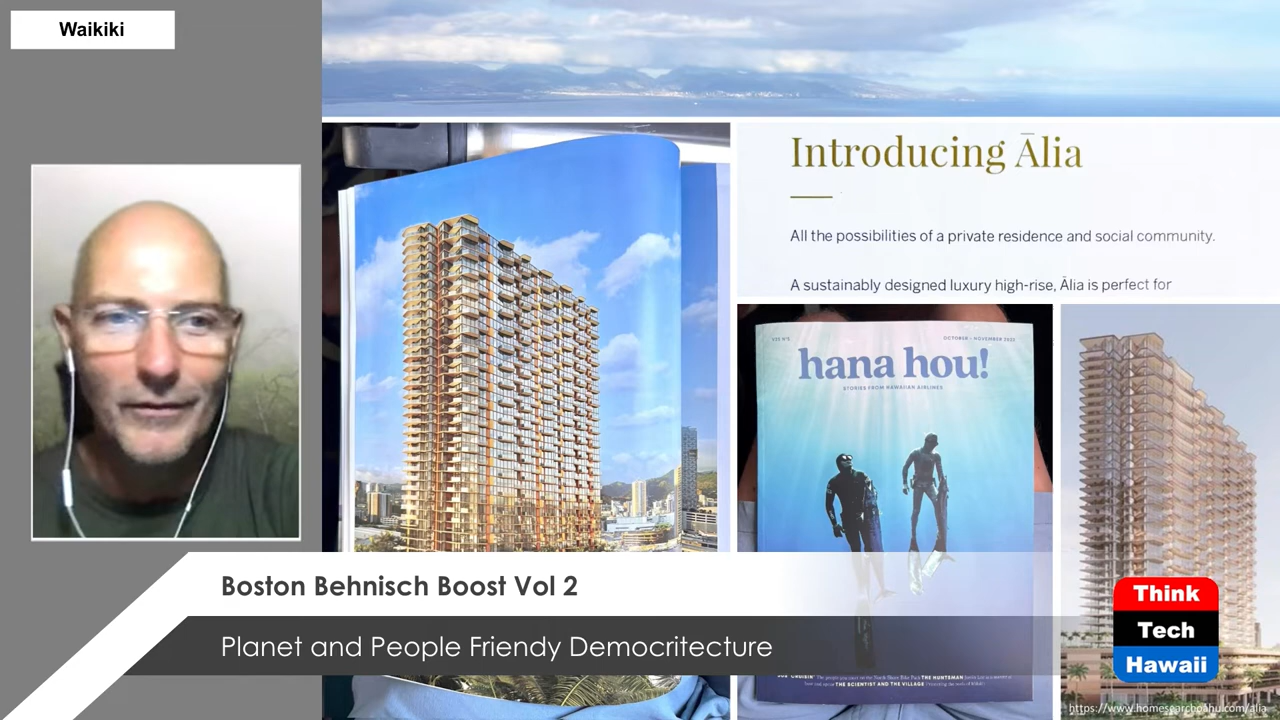 Waikiki
Introducing Ālia
All the possibilities of a private residence and social community.
A sustainably designed luxury high-rise, Ālia is perfect for
OCTOBER - NOVEMBER
hana hou!
STORIES FROM HAWAIIAN AIRLINES
Boston Behnisch Boost Vol 2
Planet and People Friendy Democritecture
Think
Tech
Hawaii
THE HUNTSMAN
THE SCIENTIST AND THE VILLAGE
https://www.homesearchoahu.com/alia